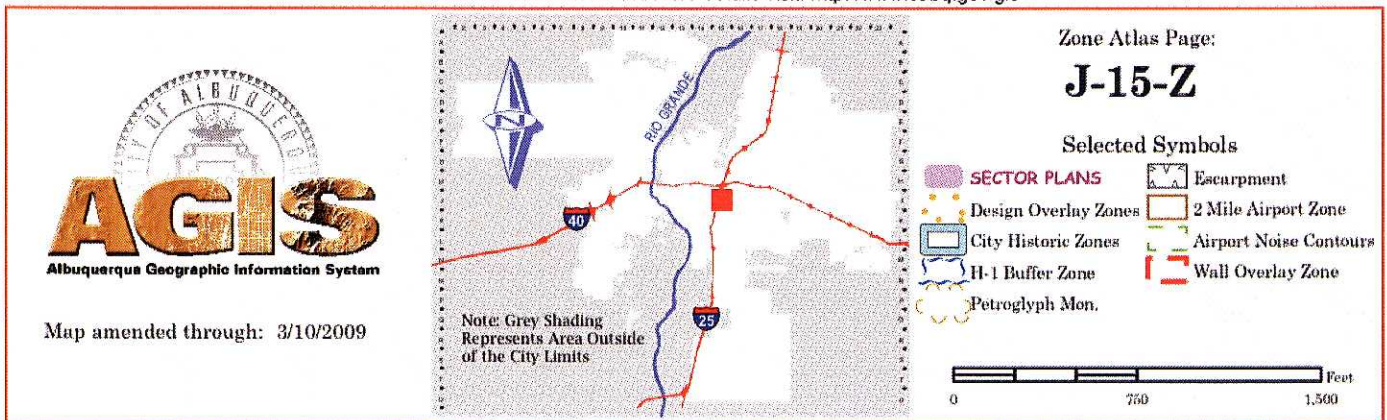 CITY OF ALBUQUERQUE
AGIS
Albuquerque Geographic Information System
Map amended through: 3/10/2009
RIO GRANDE
N
40
25
Note: Grey Shading
Represents Area Outside
of the City Limits
Zone Atlas Page:
J-15-Z
Selected Symbols
SECTOR PLANS
Escarpment
Design Overlay Zones
2 Mile Airport Zone
City Historic Zones
Airport Noise Contours
H-1 Buffer Zone
Wall Overlay Zone
Petroglyph Mon.
Feet
0
750
1,500